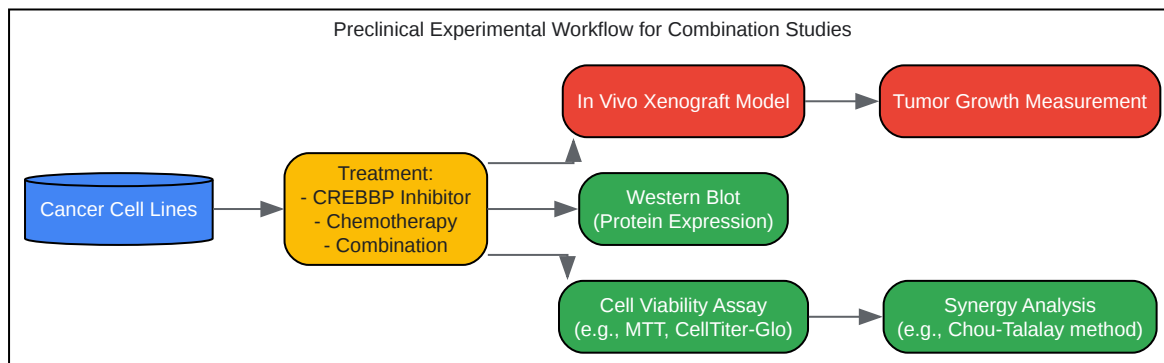 Preclinical Experimental Workflow for Combination Studies
Cancer Cell Lines
Treatment:
- CREBBP Inhibitor
- Chemotherapy
- Combination
In Vivo Xenograft Model
Tumor Growth Measurement
Western Blot
(Protein Expression)
Cell Viability Assay
(e.g., MTT, CellTiter-Glo)
Synergy Analysis
(e.g., Chou-Talalay method)